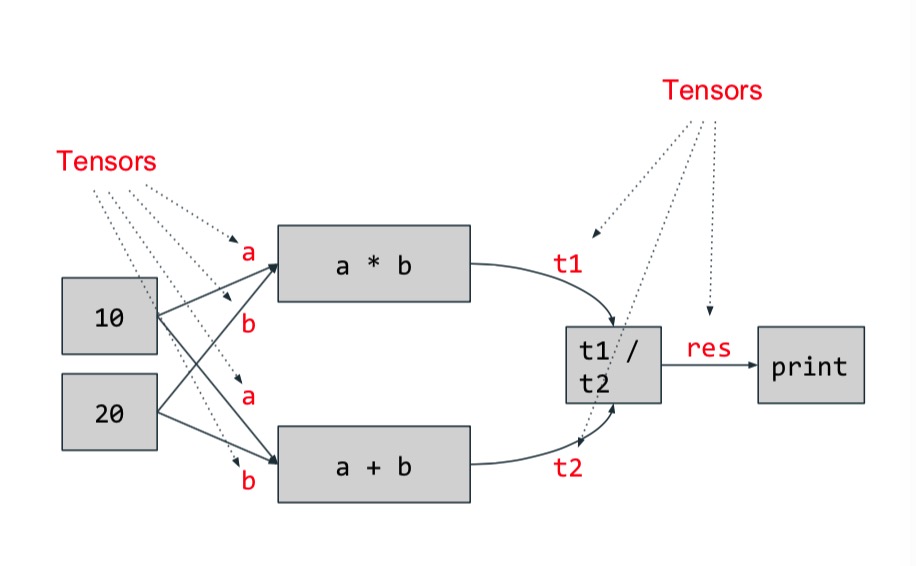 Tensors
Tensors
a
a * b
t1
b
10
t1 /
t2
res
print
20
a
b
a + b
t2